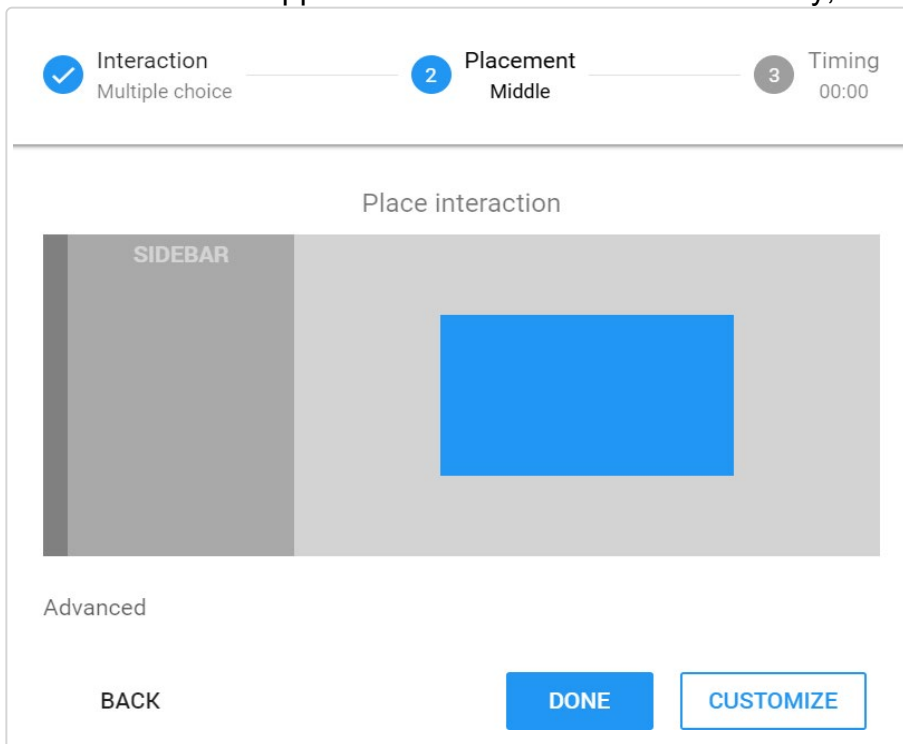 Interaction
Multiple choice
2
Placement
Middle
3
Timing
00:00
Place interaction
SIDEBAR
Advanced
BACK
DONE
CUSTOMIZE